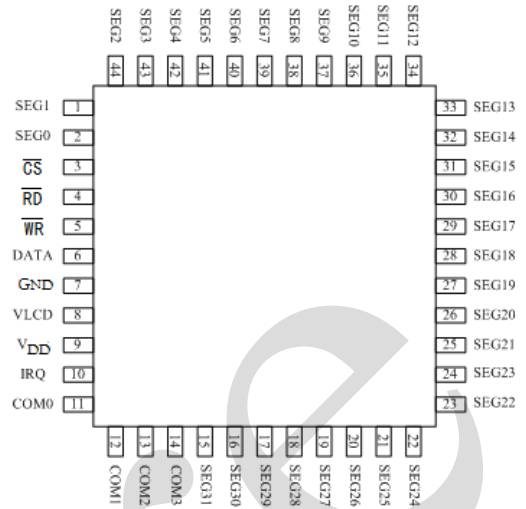 SEG2
SEG3
SEG4
SEG5
SEG6
SEG7
SEG8
SEG9
SEG10
SEG11
SEG12
44
43
42
41
40
39
38
37
36
35
34
SEG1 1
SEG0 2
CS 3
RD 4
WR 5
DATA 6
GND 7
VLCD 8
VDD 9
IRQ 10
COM0 11
33 SEG13
32 SEG14
31 SEG15
30 SEG16
29 SEG17
28 SEG18
27 SEG19
26 SEG20
25 SEG21
24 SEG23
23 SEG22
12
13
14
15
16
17
18
19
20
21
22
COM1
COM2
COM3
SEG31
SEG30
SEG29
SEG28
SEG27
SEG26
SEG25
SEG24